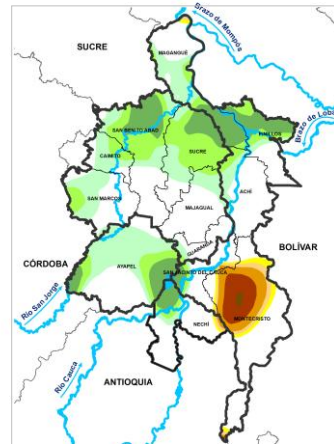 SUCRE
Brazo de Mompós
MAGANGUÉ
Brazo de Loba
SAN BENITO ABAD
PINILLOS
CAIMITO
SUCRE
SAN MARCOS
ACHÍ
MAJAGUAL
GUARANDA
BOLÍVAR
CÓRDOBA
AYAPEL
SAN JACINTO DEL CAUCA
Río San Jorge
MONTECRISTO
NECHÍ
Río Cauca
ANTIOQUIA